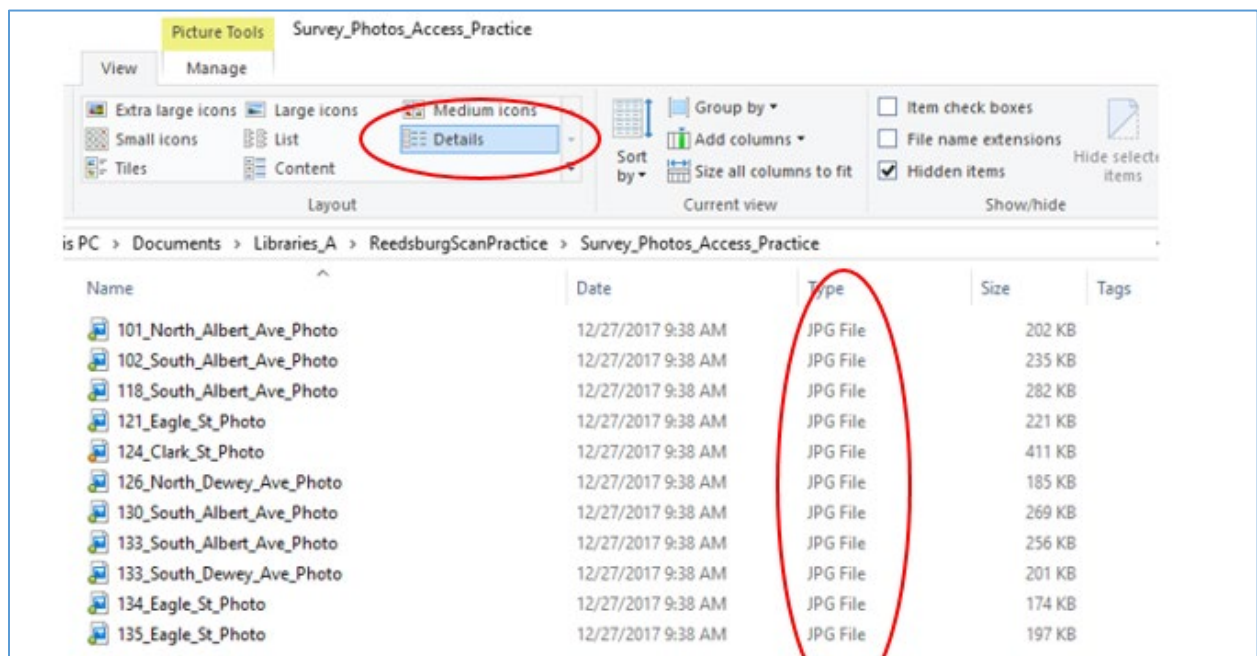 Picture Tools Survey_Photos_Access_Practice
View Manage
Extra large icons Large icons Medium icons
Small icons List Details
Tiles Content
Layout
Sort by
Group by
Add columns
Size all columns to fit
Current view
Item check boxes
File name extensions
Hidden items
Hide selecte
items
Show/hide
is PC > Documents > Libraries_A > ReedsburgScanPractice > Survey_Photos_Access_Practice
Name Date Type Size Tags
101_North_Albert_Ave_Photo 12/27/2017 9:38 AM JPG File 202 KB
102_South_Albert_Ave_Photo 12/27/2017 9:38 AM JPG File 235 KB
118_South_Albert_Ave_Photo 12/27/2017 9:38 AM JPG File 282 KB
121_Eagle_St_Photo 12/27/2017 9:38 AM JPG File 221 KB
124_Clark_St_Photo 12/27/2017 9:38 AM JPG File 411 KB
126_North_Dewey_Ave_Photo 12/27/2017 9:38 AM JPG File 185 KB
130_South_Albert_Ave_Photo 12/27/2017 9:38 AM JPG File 269 KB
133_South_Albert_Ave_Photo 12/27/2017 9:38 AM JPG File 256 KB
133_South_Dewey_Ave_Photo 12/27/2017 9:38 AM JPG File 201 KB
134_Eagle_St_Photo 12/27/2017 9:38 AM JPG File 174 KB
135_Eagle_St_Photo 12/27/2017 9:38 AM JPG File 197 KB